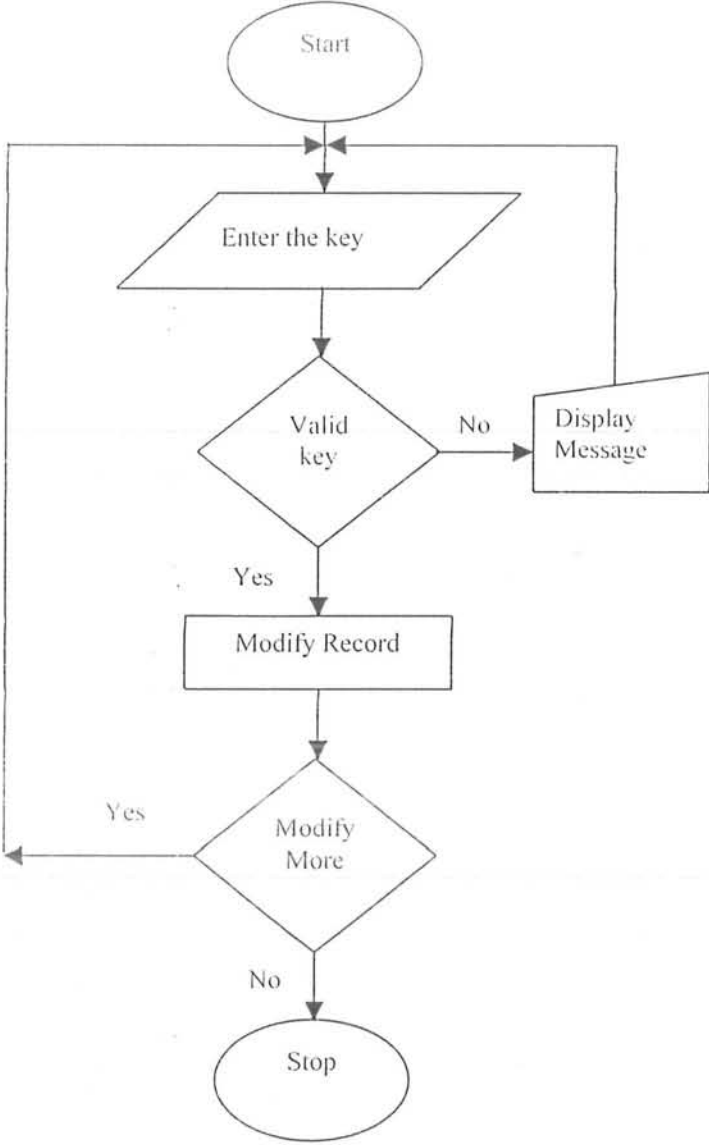 Start
Enter the key
Valid
key
No
Display
Message
Yes
Modify Record
Yes
Modify
More
No
Stop